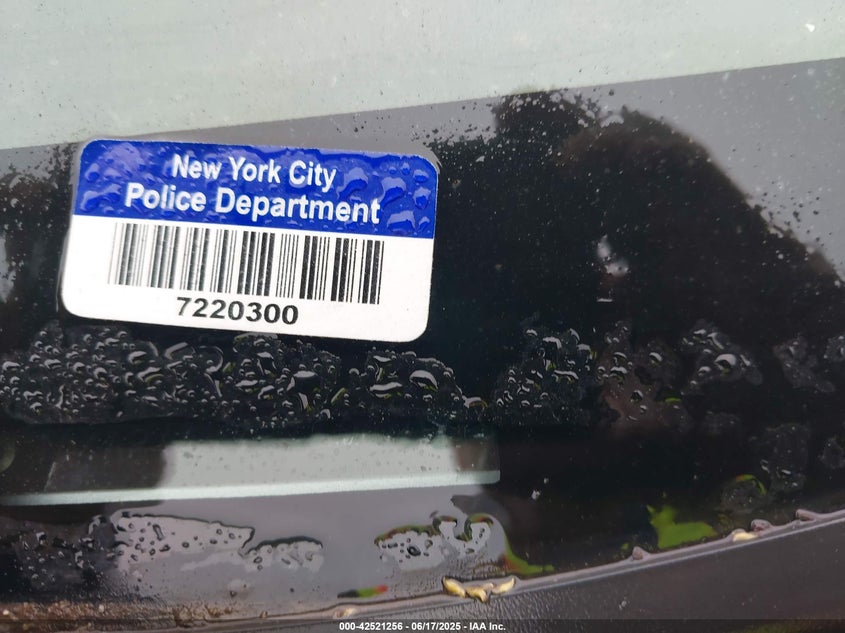 New York City
Police Department
7220300
000-42521256 - 06/17/2025 - IAA Inc.